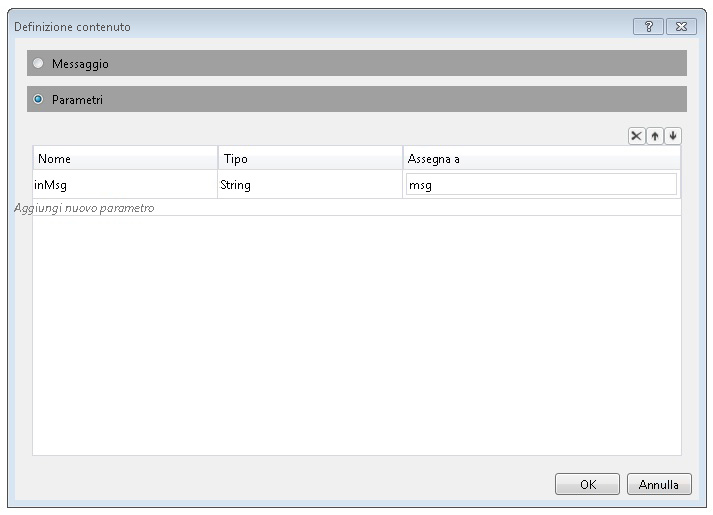 Definizione contenuto
Messaggio
Parametri
Nome Tipo Assegna a
inMsg String msg
Aggiungi nuovo parametro
OK Annulla